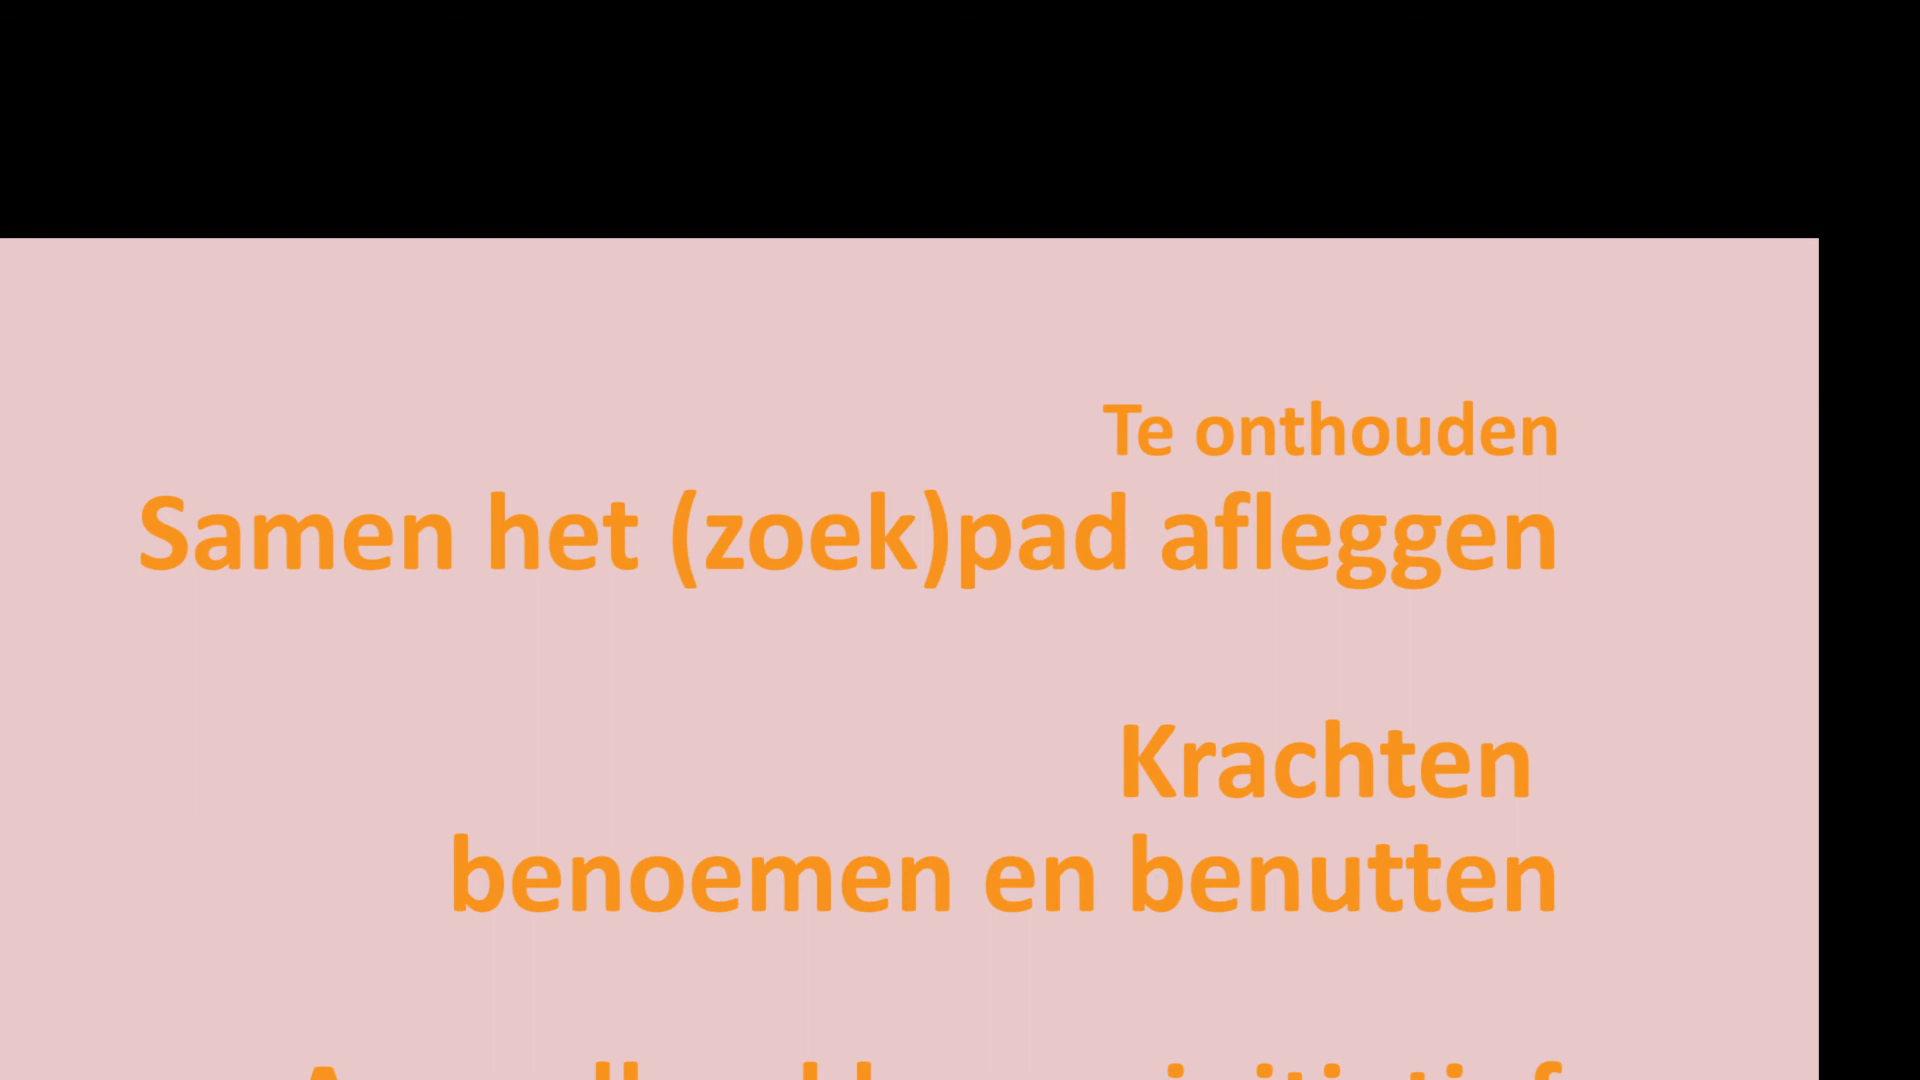 Te onthouden
Samen het (zoek)pad afleggen
Krachten
benoemen en benutten